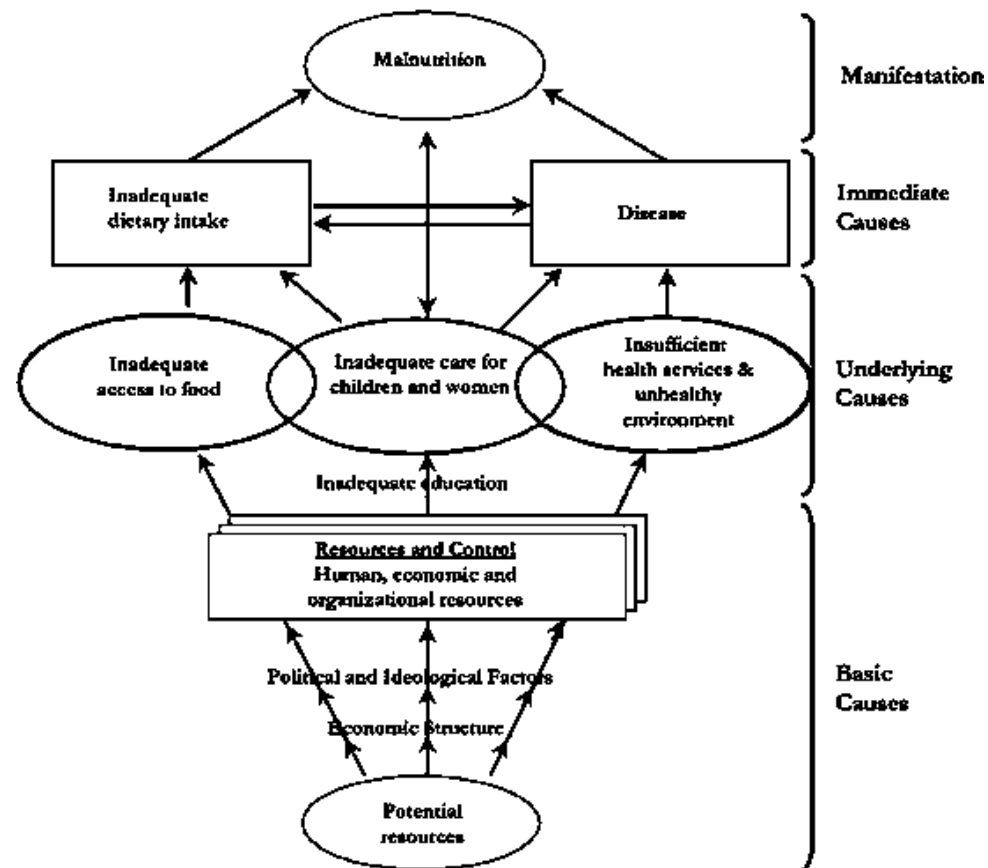 Malnutrition
Manifestation
Inadequate
dietary intake
Disease
Immediate
Causes
Inadequate
access to food
Inadequate care for
children and women
Insufficient
health services &
unhealthy
environment
Underlying
Causes
Inadequate education
Resources and Control
Human, economic and
organizational resources
Political and Ideological Factors
Economic Structure
Basic
Causes
Potential
resources